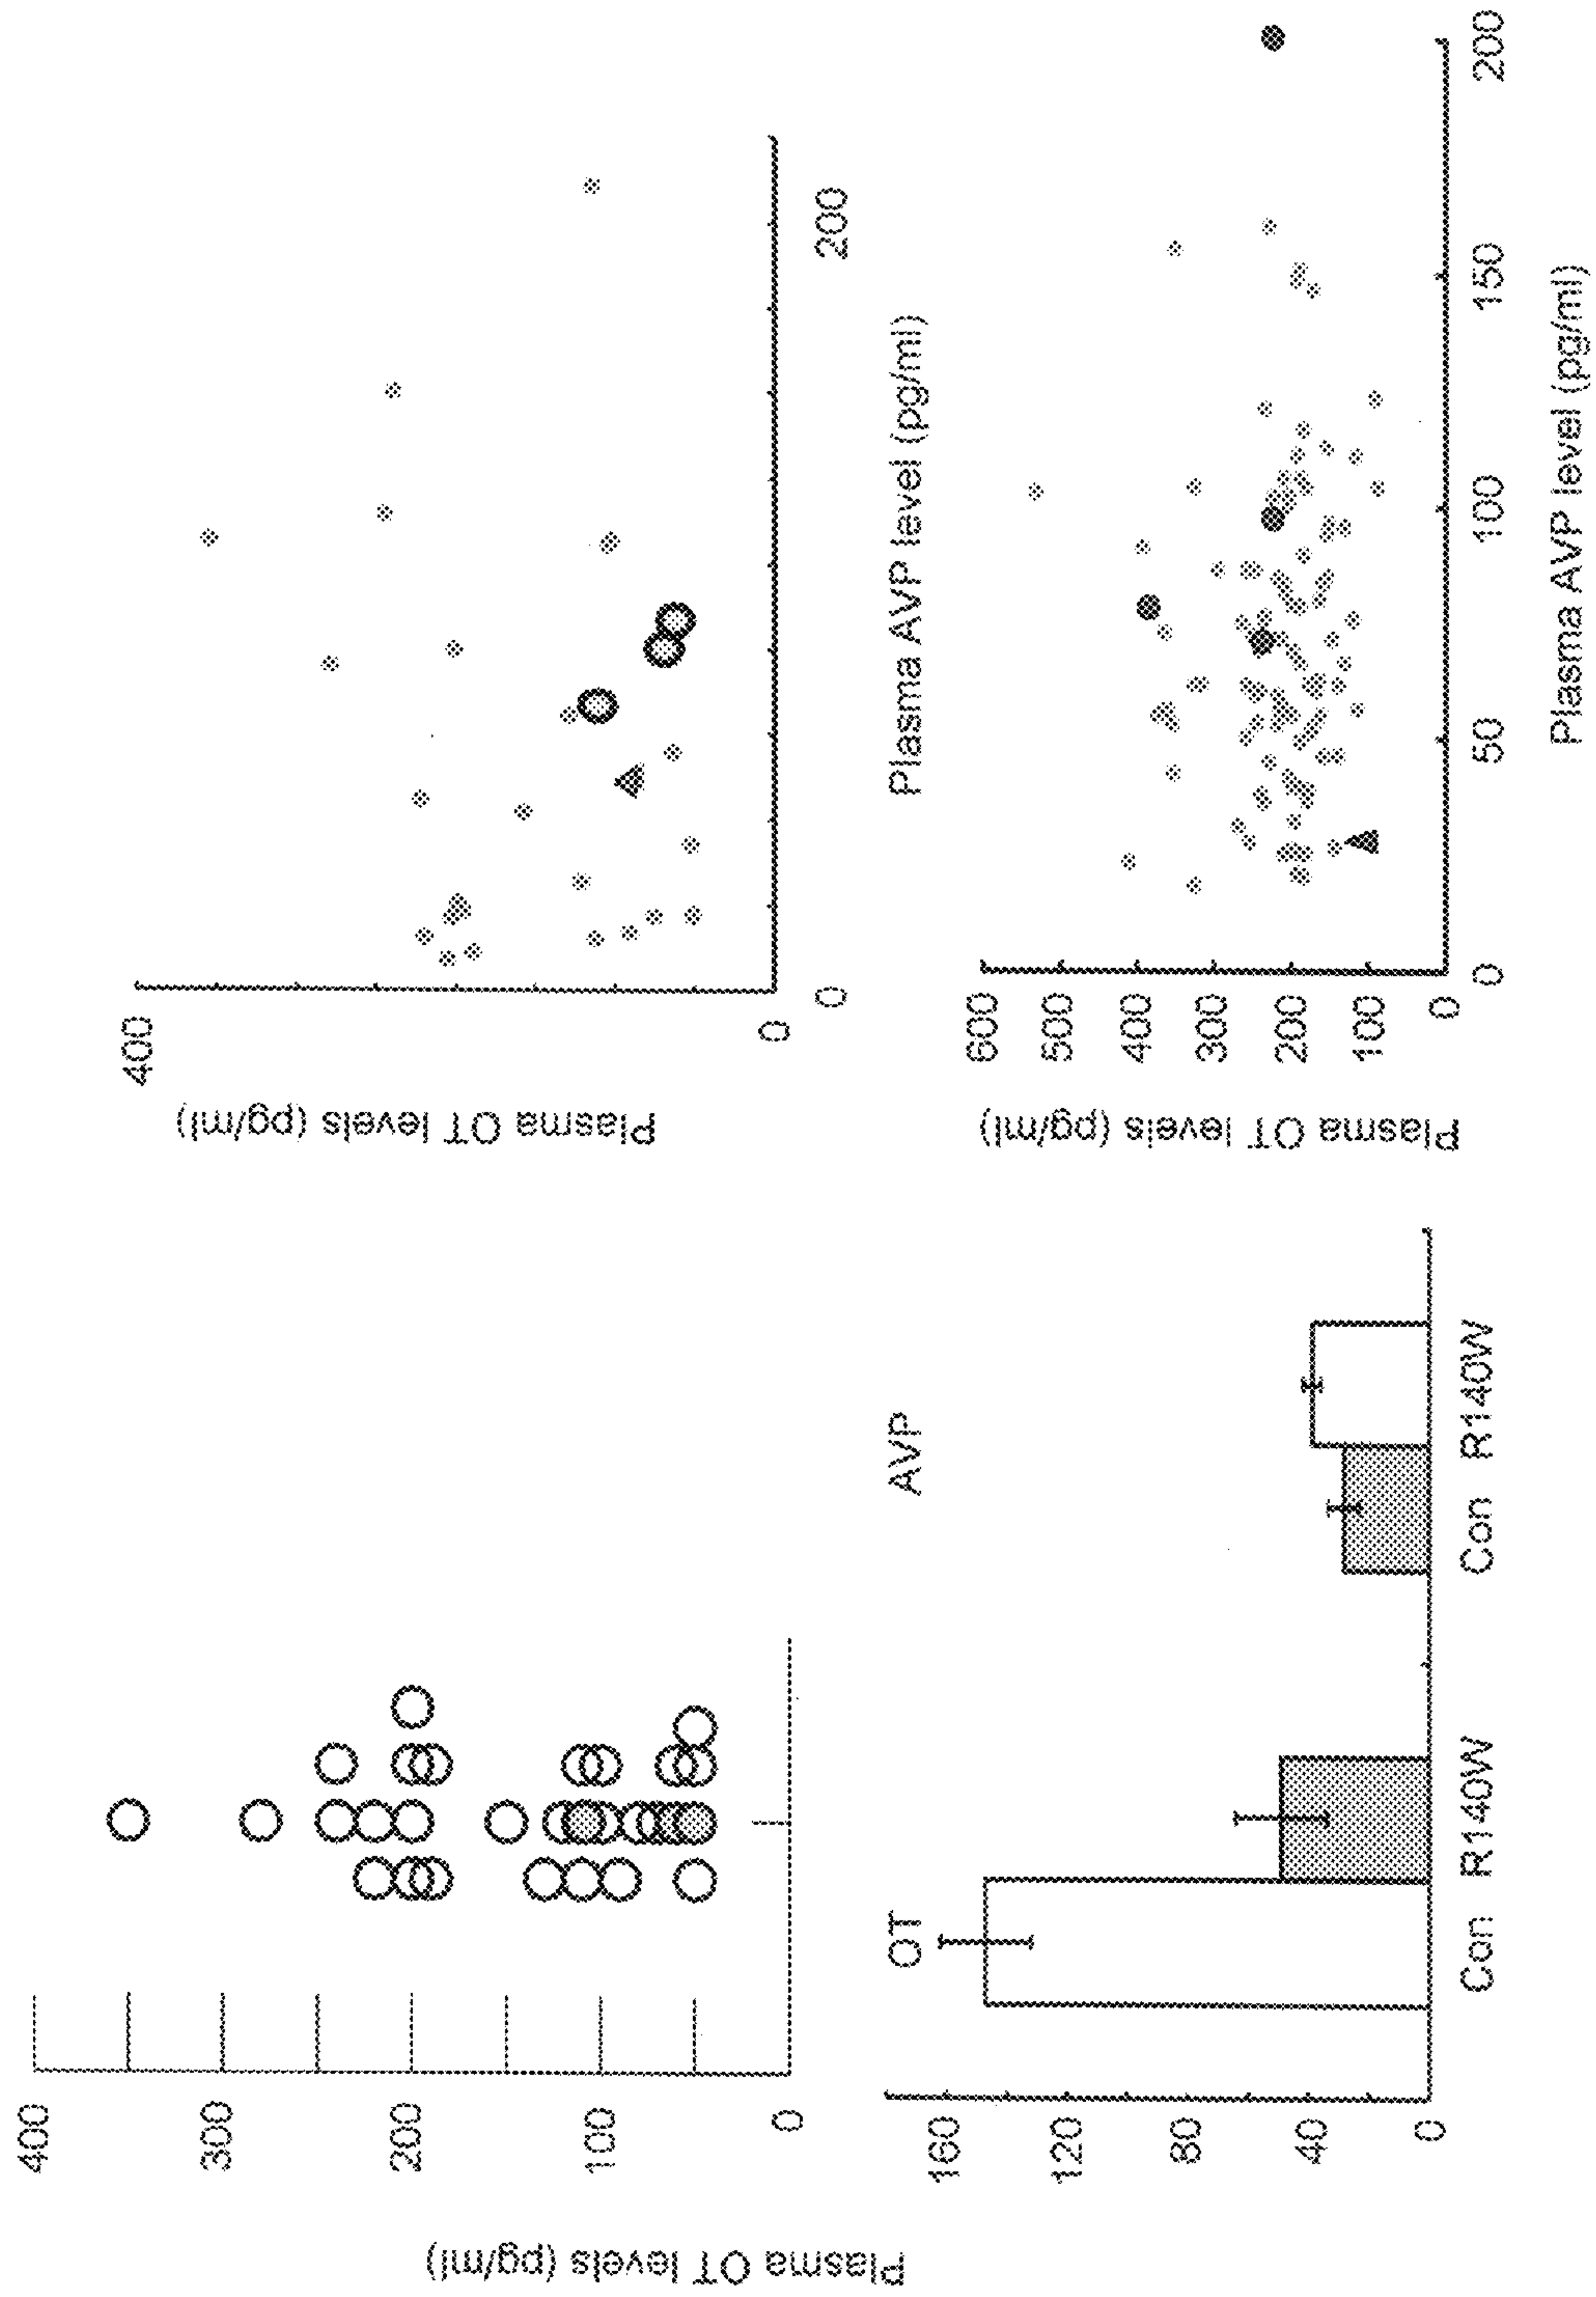 Plasma OT levels (pg/ml)
400
300
200
100
0
Plasma OT levels (pg/ml)
400
0
0
200
Plasma AVP level (pg/ml)
OT
AVP
160
120
80
40
0
Con R140W
Con R140W
Plasma OT levels (pg/ml)
600
500
400
300
200
100
0
0
50
100
150
200
Plasma AVP level (pg/ml)